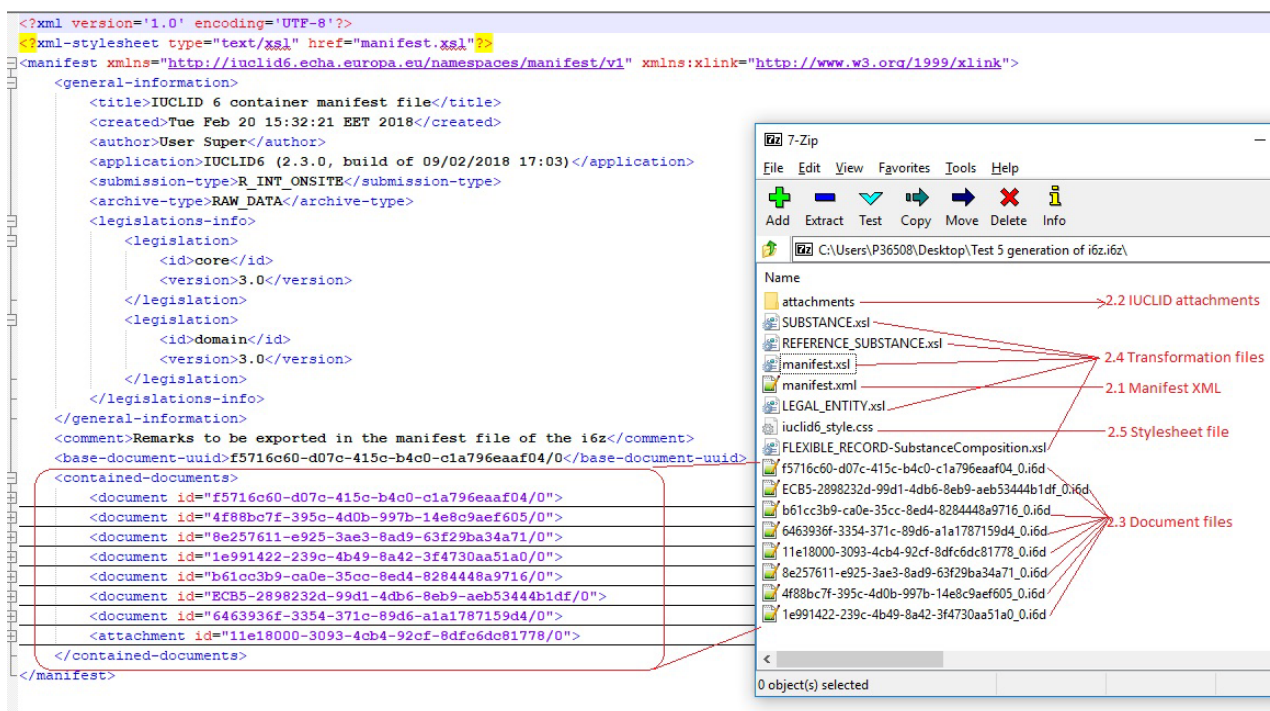 <?xml version='1.0' encoding='UTF-8'?>
<?xml-stylesheet type="text/xsl" href="manifest.xsl"?>
<manifest xmlns="http://iuclid6.echa.europa.eu/namespaces/manifest/v1" xmlns:xlink="http://www.w3.org/1999/xlink">
<general-information>
<title>IUCLID 6 container manifest file</title>
<created>Tue Feb 20 15:32:21 EET 2018</created>
<author>User Super</author>
<application>IUCLID6 (2.3.0, build of 09/02/2018 17:03)</application>
<submission-type>R_INT_ONSITE</submission-type>
<archive-type>RAW_DATA</archive-type>
<legislations-info>
<legislation>
<id>core</id>
<version>3.0</version>
</legislation>
<legislation>
<id>domain</id>
<version>3.0</version>
</legislation>
</legislations-info>
</general-information>
<comment>Remarks to be exported in the manifest file of the i6z</comment>
<base-document-uuid>f5716c60-d07c-415c-b4c0-c1a796eaaf04/0</base-document-uuid>
<contained-documents>
<document id="f5716c60-d07c-415c-b4c0-c1a796eaaf04/0">
<document id="4f88bc7f-395c-4d0b-997b-14e8c9aef605/0">
<document id="8e257611-e925-3ae3-8ad9-63f29ba34a71/0">
<document id="1e991422-239c-4b49-8a42-3f4730aa51a0/0">
<document id="b61cc3b9-ca0e-35cc-8ed4-8284448a9716/0">
<document id="ECB5-2898232d-99d1-4db6-8eb9-aeb53444b1df/0">
<document id="6463936f-3354-371c-89d6-a1a1787159d4/0">
<attachment id="11e18000-3093-4cb4-92cf-8dfc6dc81778/0">
</contained-documents>
</manifest>
7-Zip
File Edit View Favorites Tools Help
Add Extract Test Copy Move Delete Info
C:\Users\P36508\Desktop\Test 5 generation of i6z.i6z\
Name
attachments
2.2 IUCLID attachments
SUBSTANCE.xsl
REFERENCE_SUBSTANCE.xsl
manifest.xsl
2.4 Transformation files
manifest.xml
2.1 Manifest XML
LEGAL_ENTITY.xsl
iuclid6_style.css
2.5 Stylesheet file
FLEXIBLE_RECORD-SubstanceComposition.xsl
f5716c60-d07c-415c-b4c0-c1a796eaaf04_0.i6d
ECB5-2898232d-99d1-4db6-8eb9-aeb53444b1df_0.i6d
b61cc3b9-ca0e-35cc-8ed4-8284448a9716_0.i6d
2.3 Document files
6463936f-3354-371c-89d6-a1a1787159d4_0.i6d
11e18000-3093-4cb4-92cf-8dfc6dc81778_0.i6d
8e257611-e925-3ae3-8ad9-63f29ba34a71_0.i6d
4f88bc7f-395c-4d0b-997b-14e8c9aef605_0.i6d
1e991422-239c-4b49-8a42-3f4730aa51a0_0.i6d
0 object(s) selected